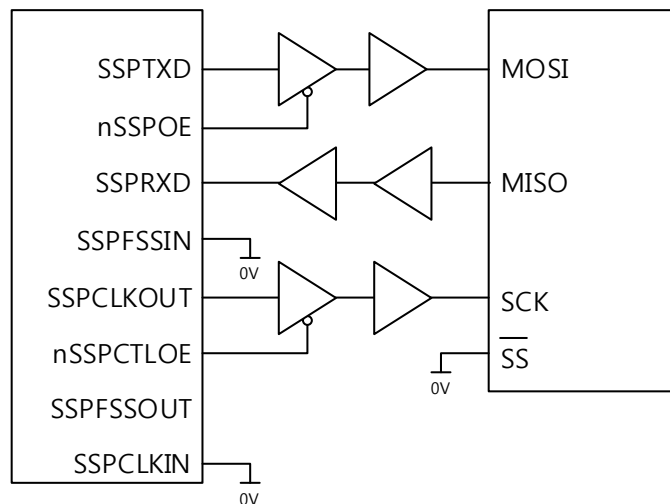 SSPTXD
MOSI
nSSPOE
SSPRXD
MISO
SSPFSSIN
0V
SSPCLKOUT
SCK
nSSPCTLOE
SS
0V
SSPFSSOUT
SSPCLKIN
0V